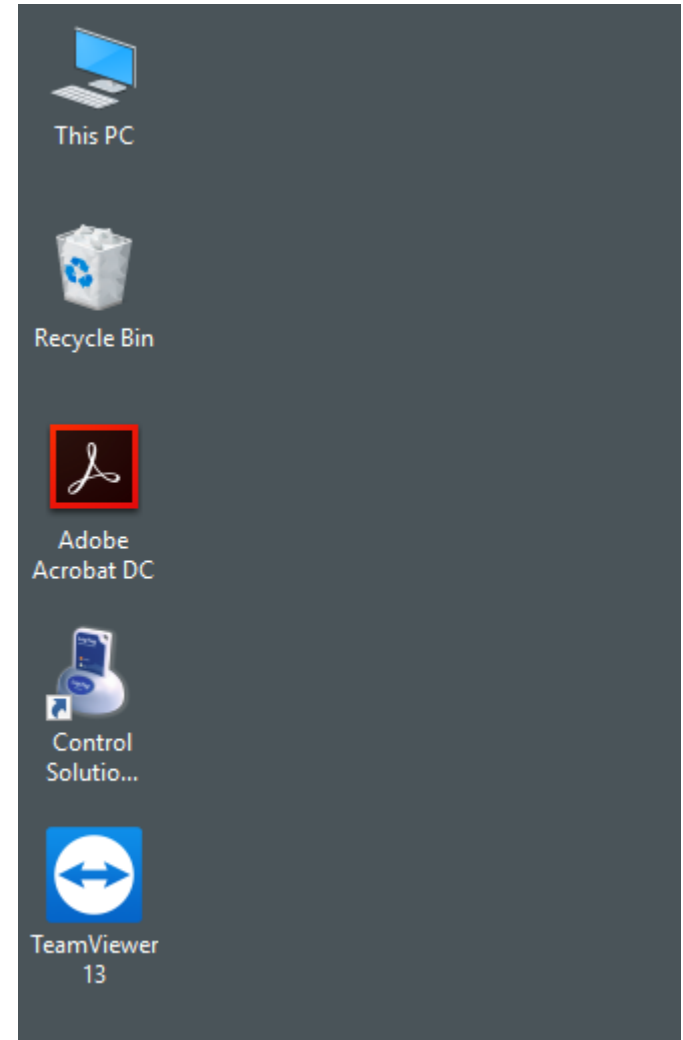 This PC
Recycle Bin
Adobe
Acrobat DC
Control
Solutio...
TeamViewer
13